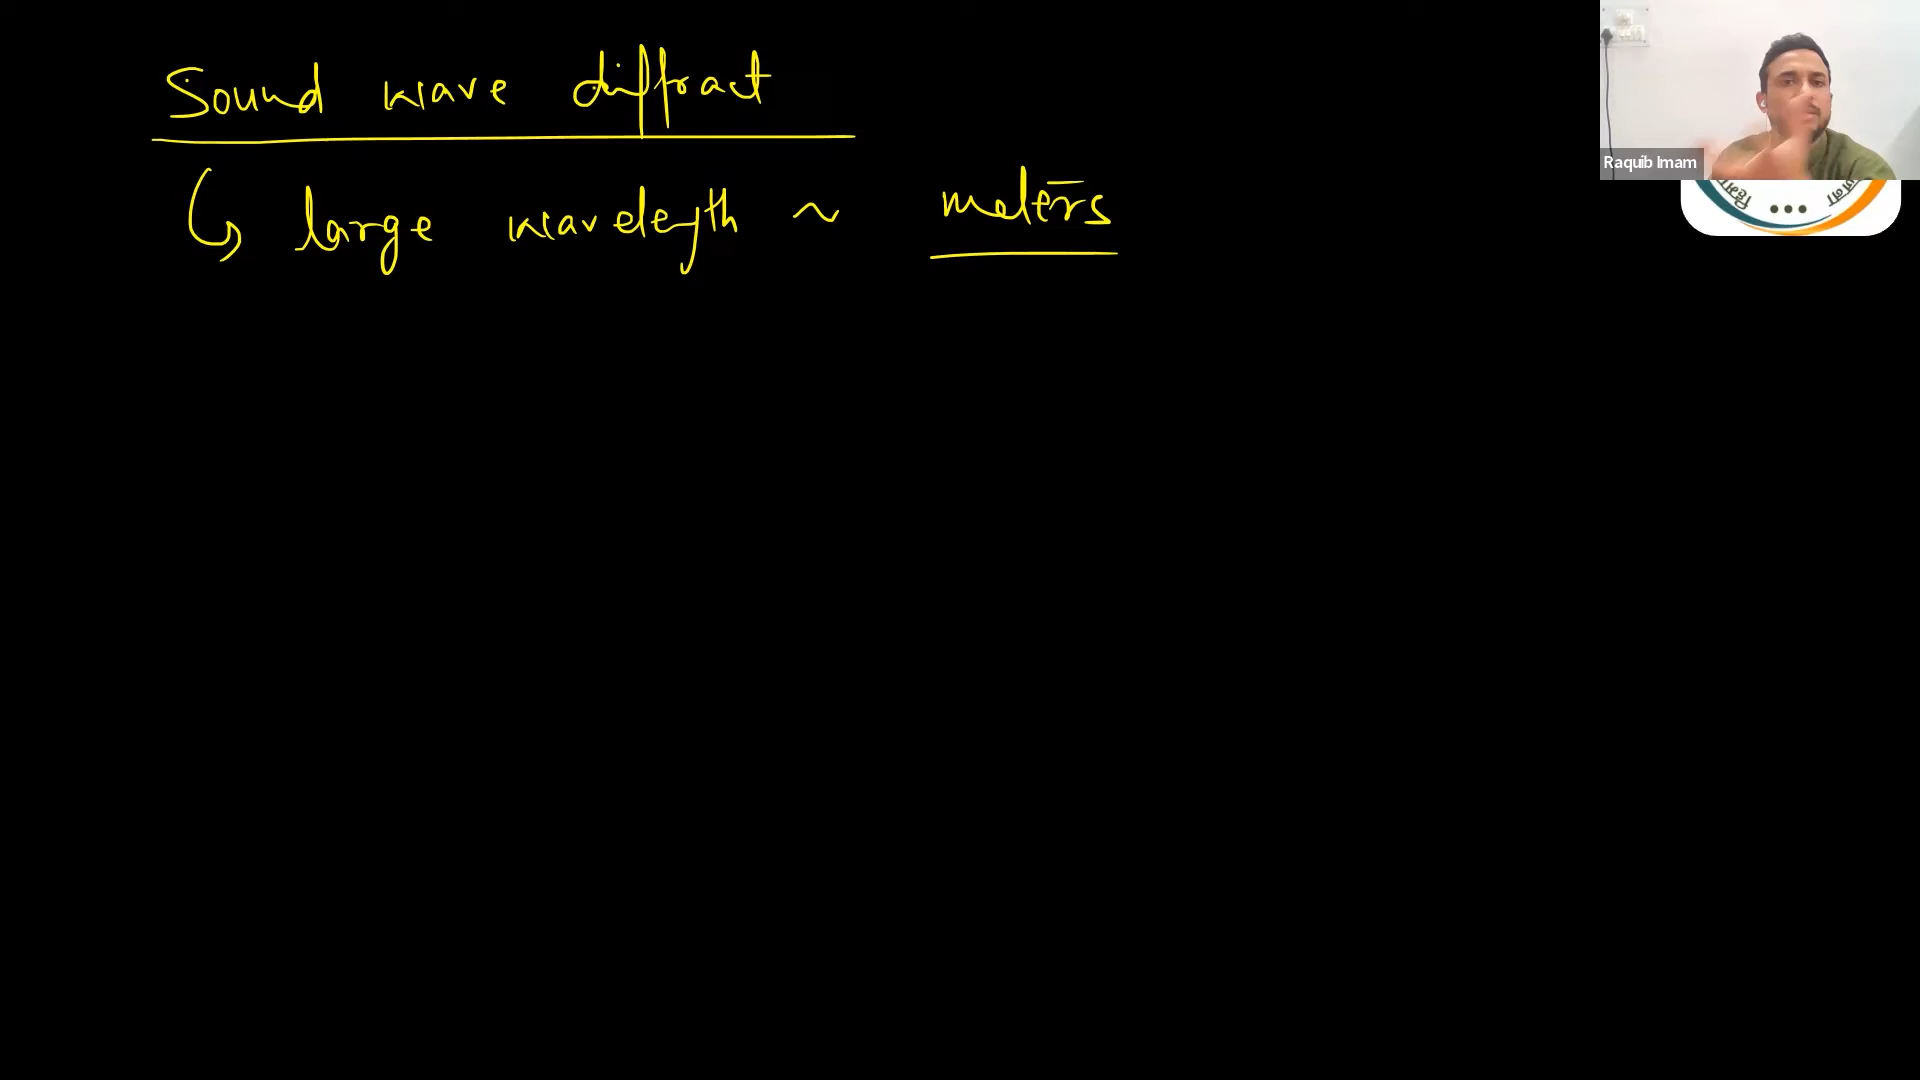 Sound wave diffract
↳ large wavelength ~ meters
Raquib Imam